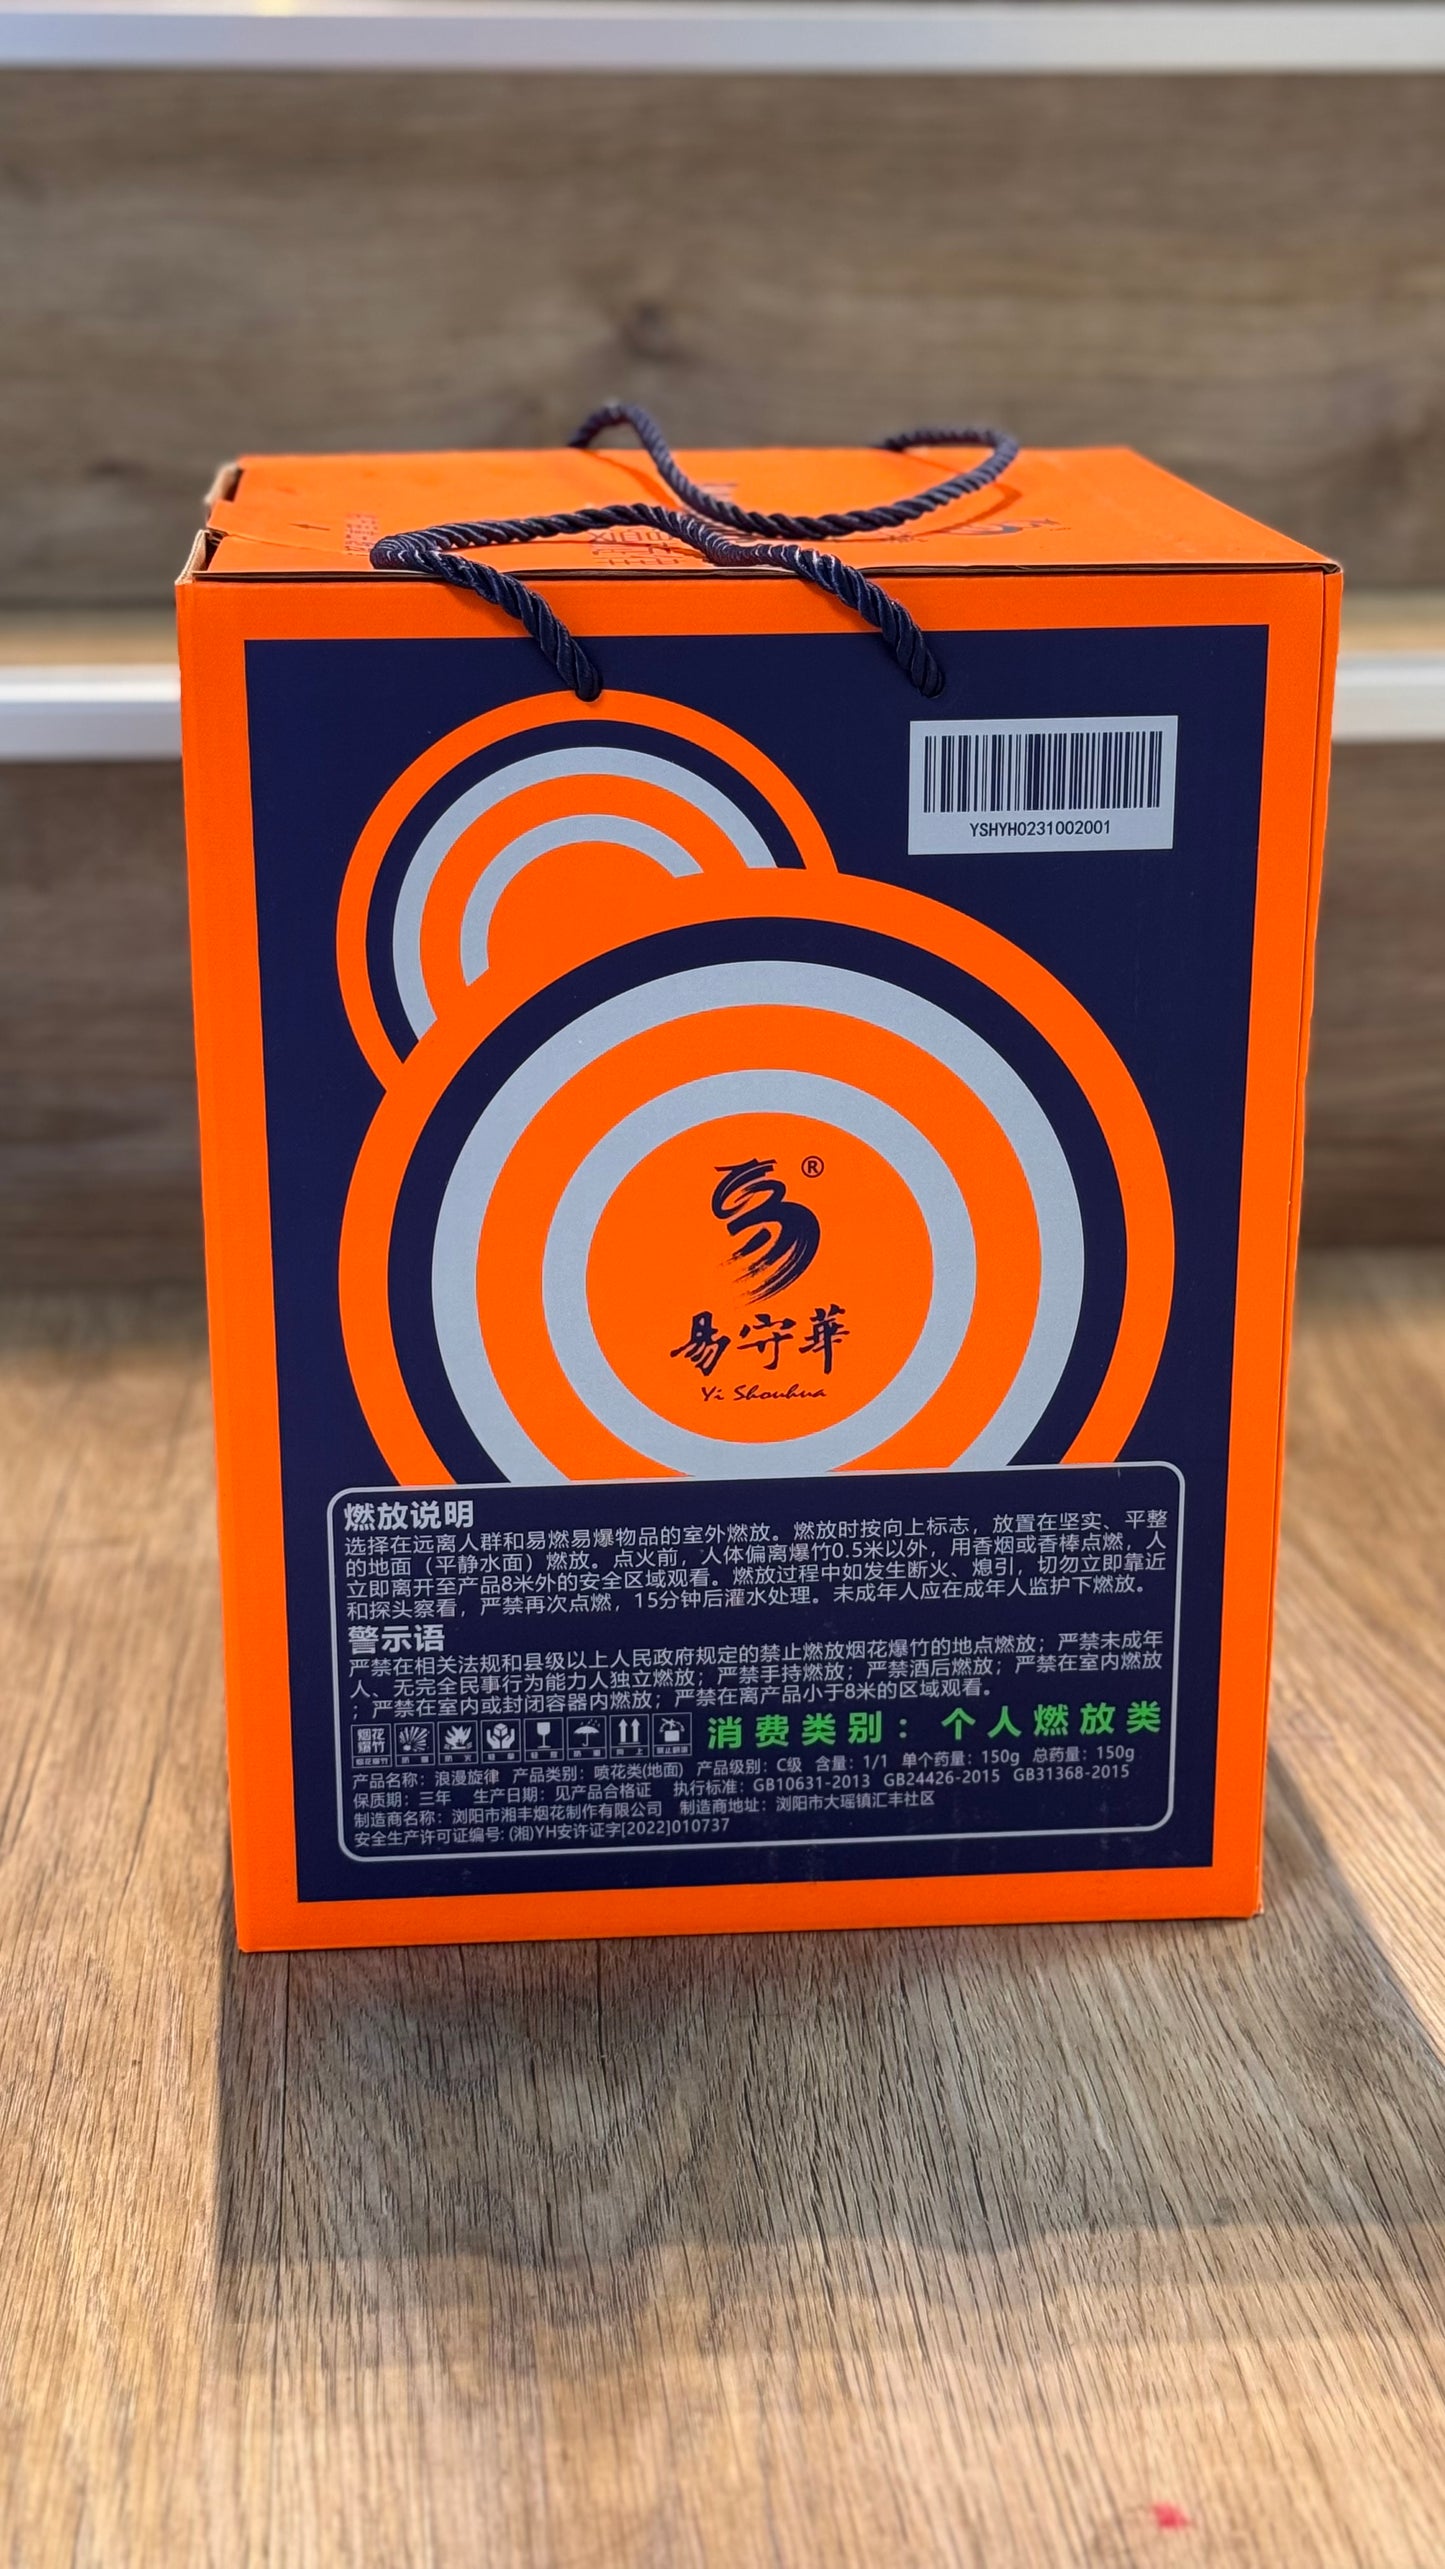 YSHYH0231002001
®
易守華
Yi Shouhua
燃放说明
选择在远离人群和易燃易爆物品的室外燃放。燃放时按向上标志，放置在坚实、平整
的地面（平静水面）燃放。点火前，人体偏离爆竹0.5米以外，用香烟或香棒点燃，人
立即离开至产品8米外的安全区域观看。燃放过程中如发生断火、熄引，切勿立即靠近
和探头察看，严禁再次点燃，15分钟后灌水处理。未成年人应在成年人监护下燃放。
警示语
严禁在相关法规和县级以上人民政府规定的禁止燃放烟花爆竹的地点燃放；严禁未成年
人、无完全民事行为能力人独立燃放；严禁手持燃放；严禁酒后燃放；严禁在室内燃放
；严禁在室内或封闭容器内燃放；严禁在离产品小于8米的区域观看。
烟花
爆竹
消费类别：个人燃放类
产品名称：浪漫旋律 产品类别：喷花类(地面) 产品级别：C级 含量：1/1 单个药量：150g 总药量：150g
保质期：三年 生产日期：见产品合格证 执行标准：GB10631-2013 GB24426-2015 GB31368-2015
制造商名称：浏阳市湘丰烟花制作有限公司 制造商地址：浏阳市大瑶镇汇丰社区
安全生产许可证编号: (湘)YH安许证字[2022]010737